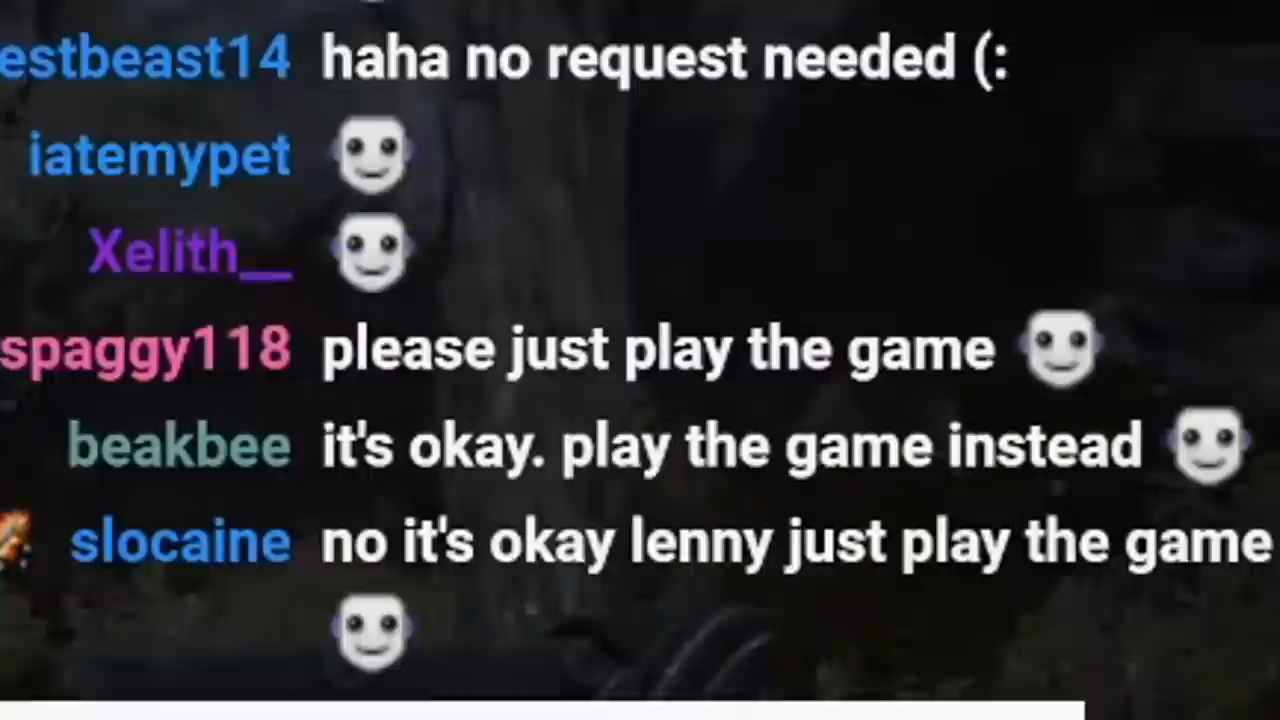 estbeast14 haha no request needed (:
iatemypet
Xelith__
spaggy118 please just play the game
beakbee it's okay. play the game instead
slocaine no it's okay lenny just play the game